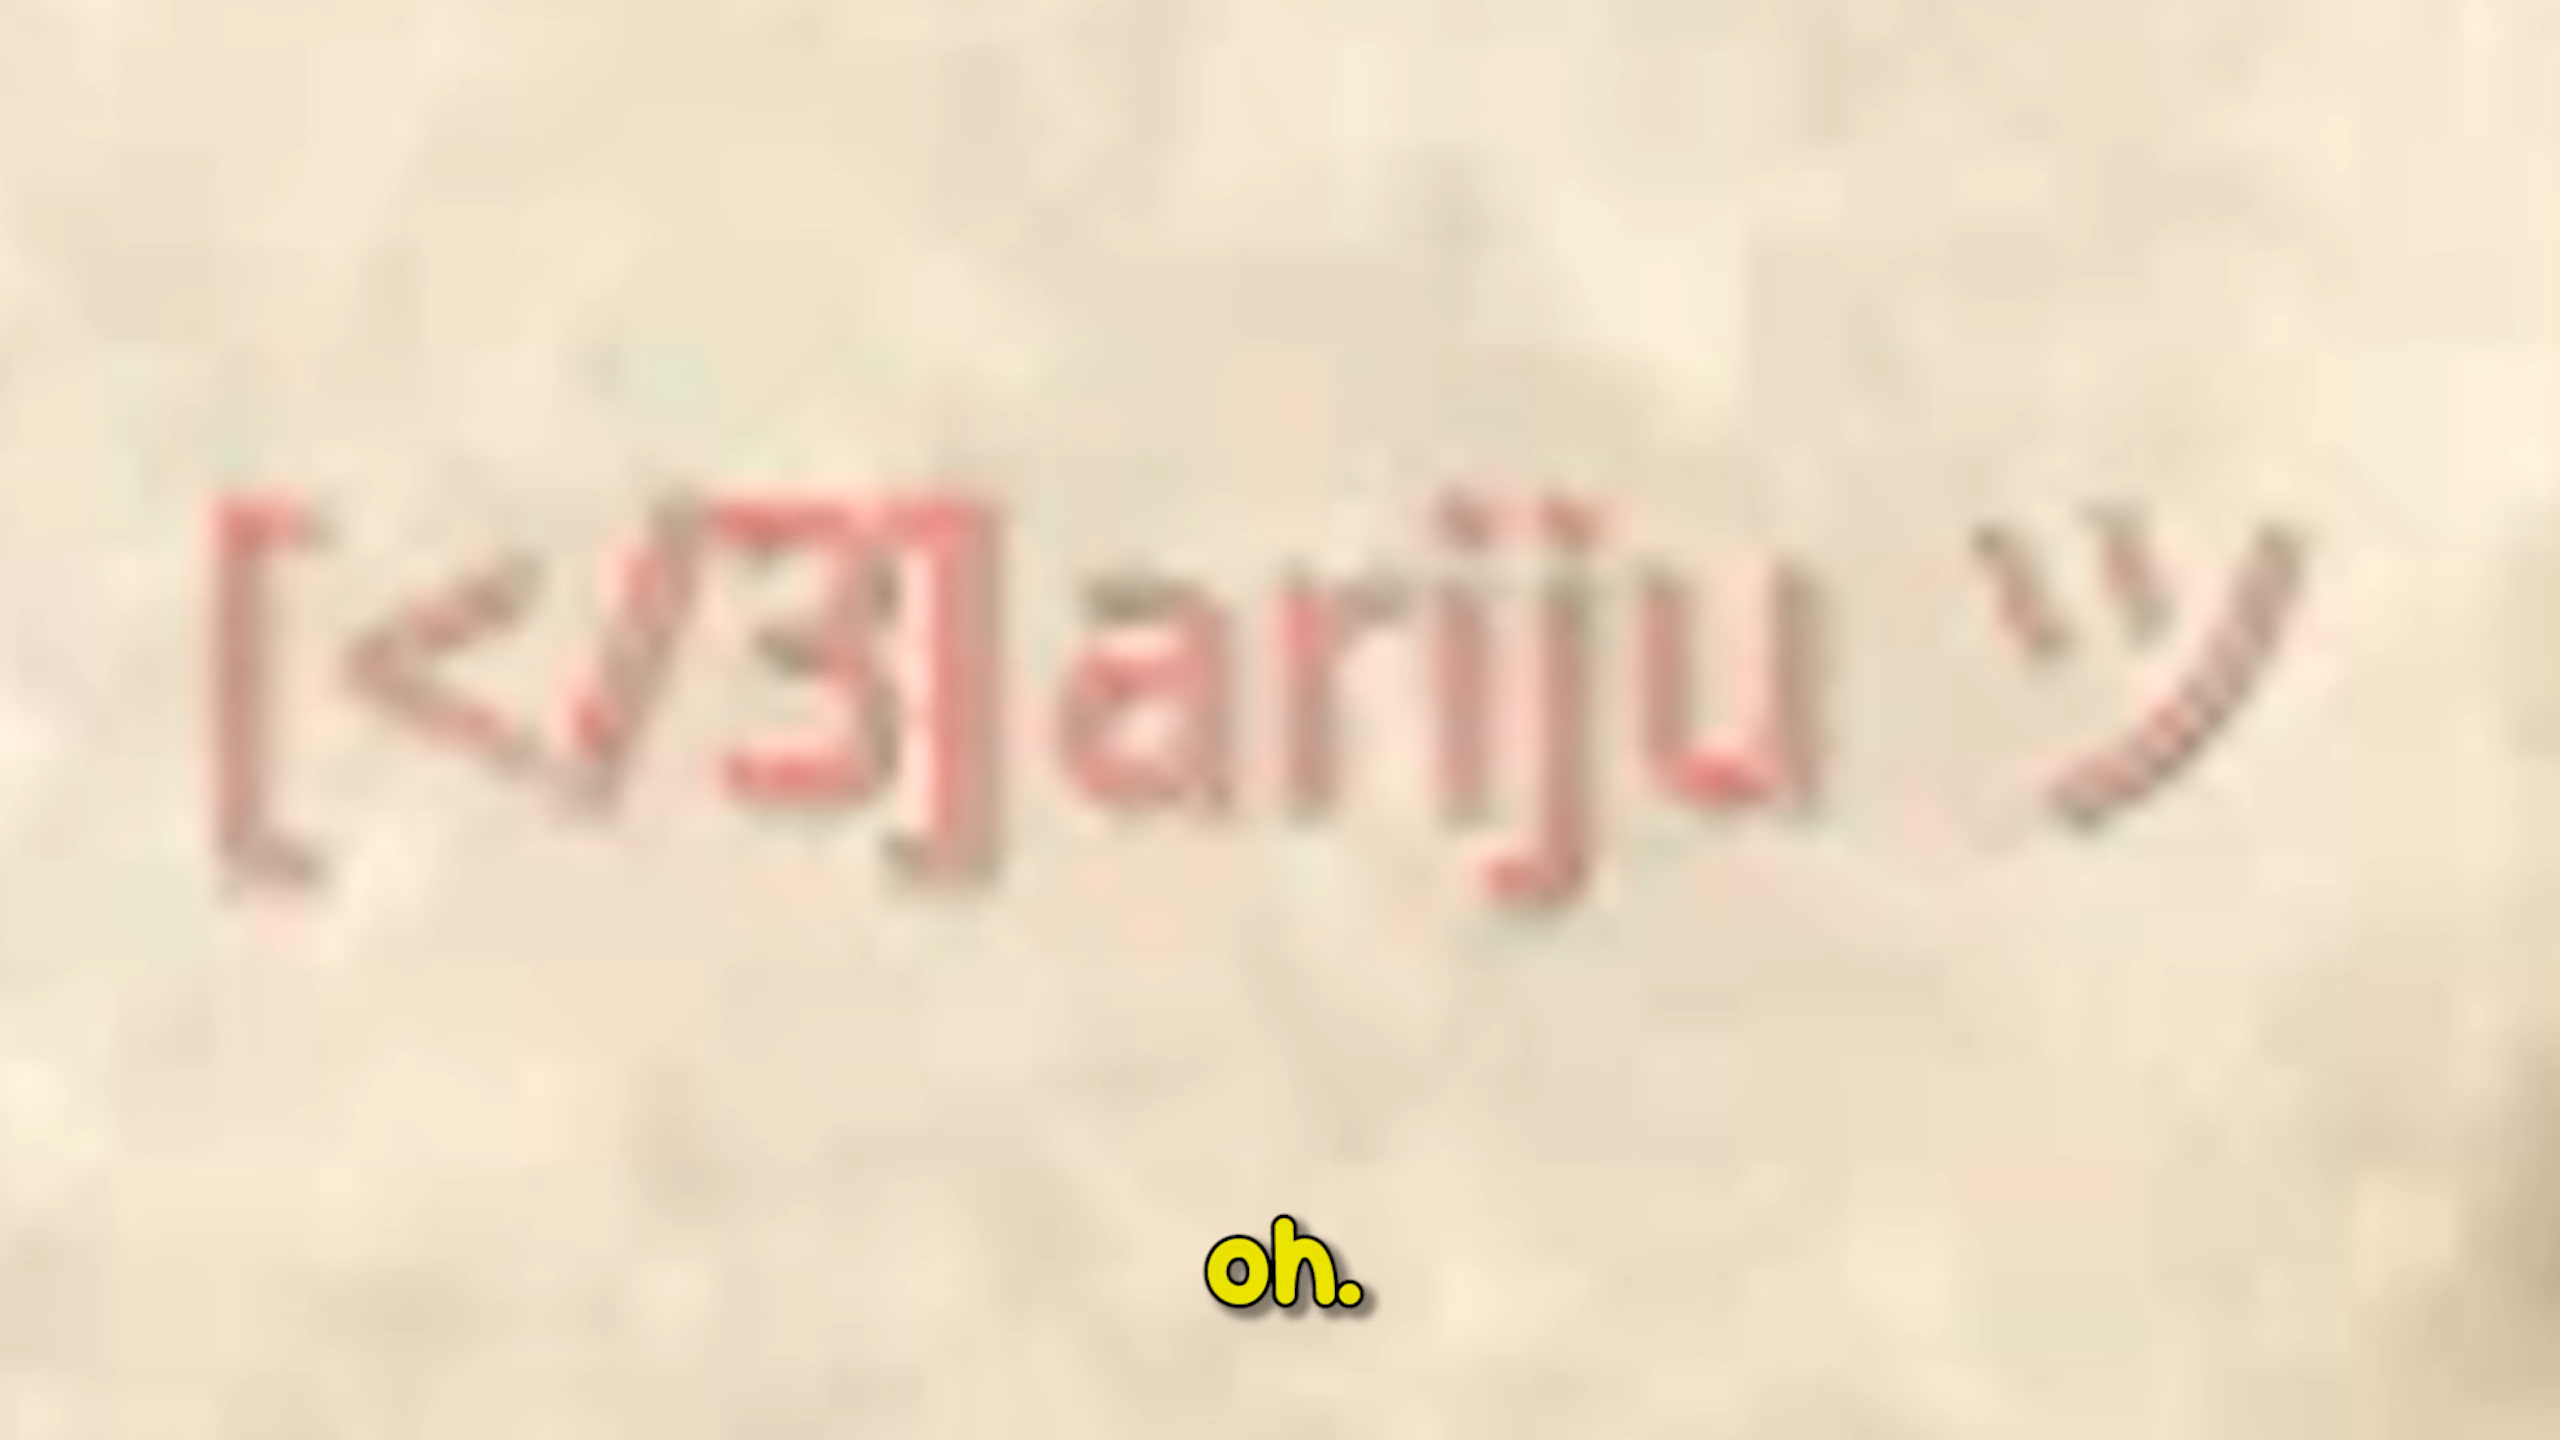 [</3] ariju ツ
oh.